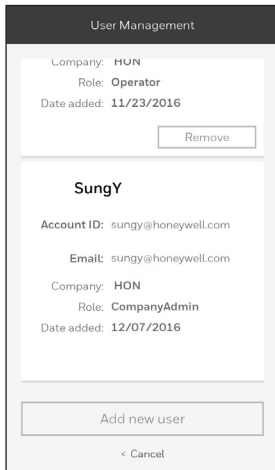 User Management
Company: HON
Role: Operator
Date added: 11/23/2016
Remove
SungY
Account ID: sungy@honeywell.com
Email: sungy@honeywell.com
Company: HON
Role: CompanyAdmin
Date added: 12/07/2016
Add new user
< Cancel